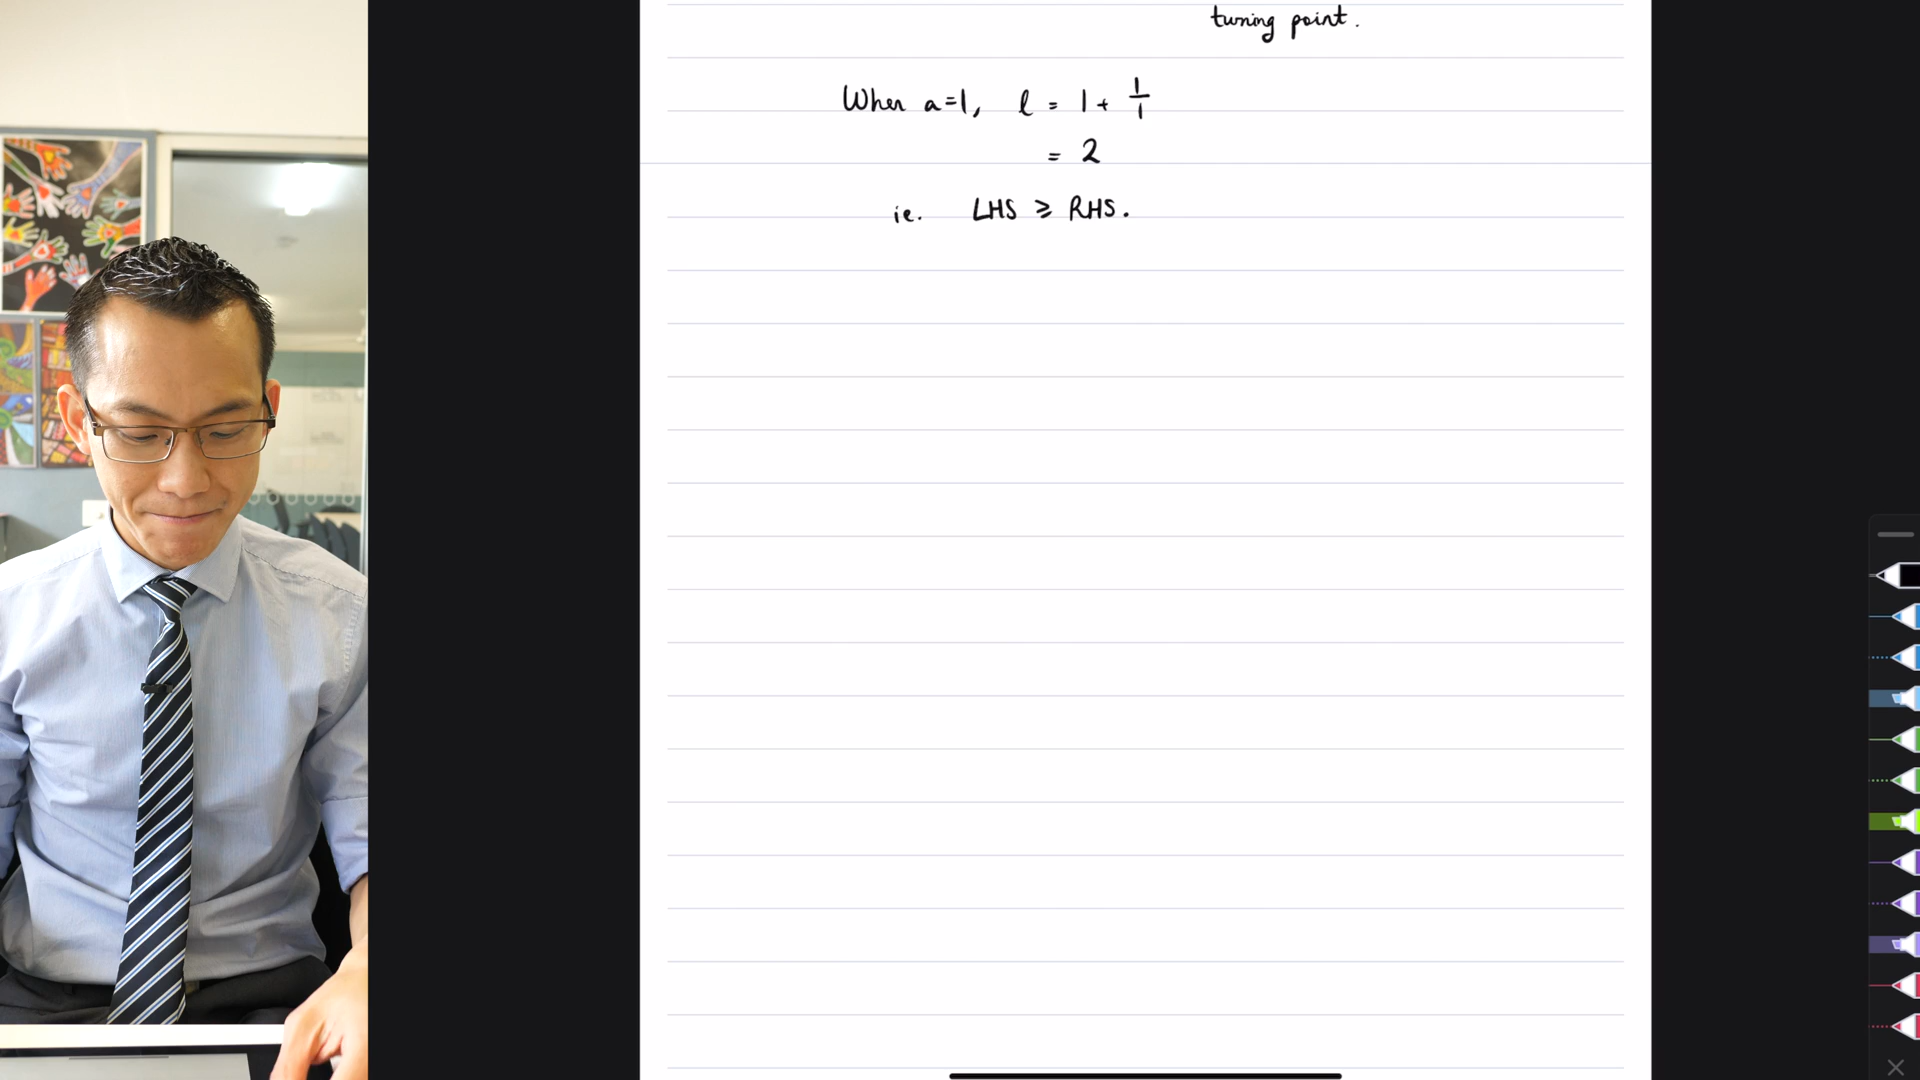 turning point.
When a=1, l = 1 + 1/1
= 2
ie. LHS ⩾ RHS.